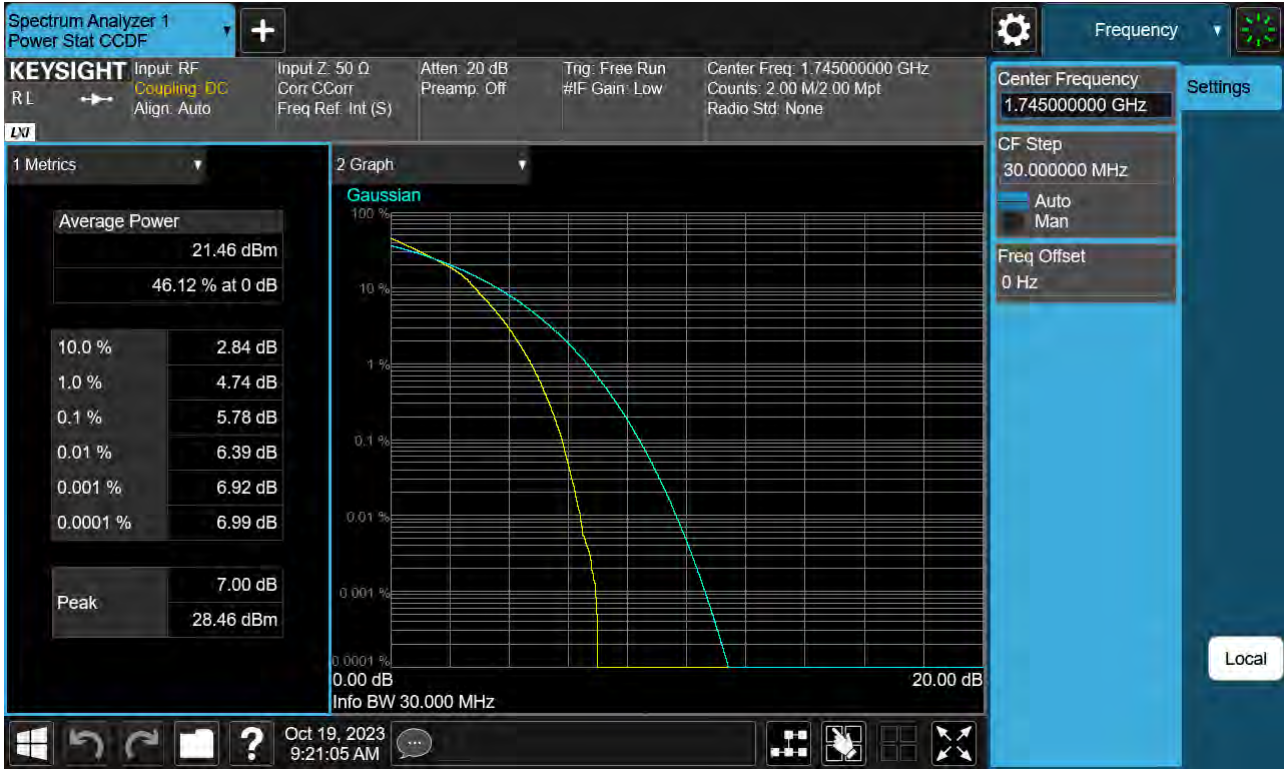 Spectrum Analyzer 1
Power Stat CCDF
+
Frequency
KEYSIGHT
R L
LXI
Input: RF
Coupling: DC
Align: Auto
Input Z: 50 Ω
Corr CCorr
Freq Ref: Int (S)
Atten: 20 dB
Preamp: Off
Trig: Free Run
#IF Gain: Low
Center Freq: 1.745000000 GHz
Counts: 2.00 M/2.00 Mpt
Radio Std: None
Center Frequency
1.745000000 GHz
Settings
CF Step
30.000000 MHz
Auto
Man
Freq Offset
0 Hz
1 Metrics
Average Power
21.46 dBm
46.12 % at 0 dB
10.0 % 2.84 dB
1.0 % 4.74 dB
0.1 % 5.78 dB
0.01 % 6.39 dB
0.001 % 6.92 dB
0.0001 % 6.99 dB
Peak
7.00 dB
28.46 dBm
2 Graph
Gaussian
100 %
10 %
1 %
0.1 %
0.01 %
0.001 %
0.0001 %
0.00 dB 20.00 dB
Info BW 30.000 MHz
Local
?
Oct 19, 2023
9:21:05 AM